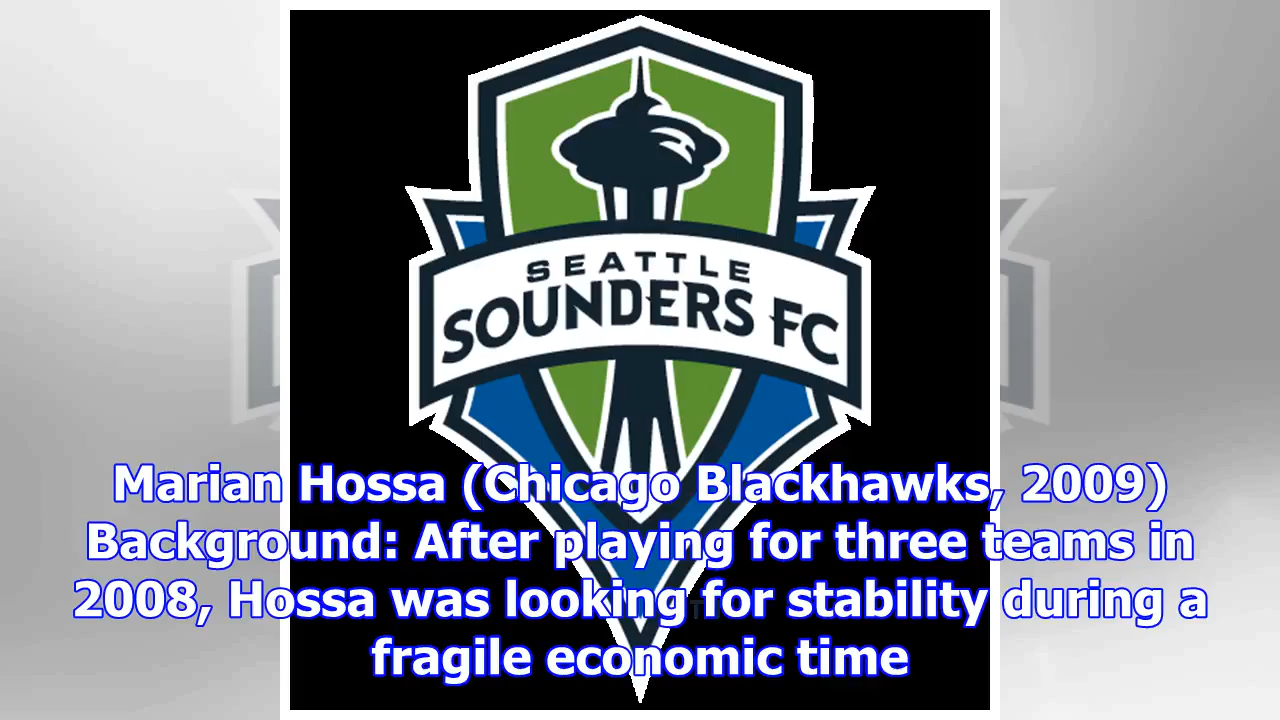 SEATTLE
SOUNDERS FC
Marian Hossa (Chicago Blackhawks, 2009)
Background: After playing for three teams in
2008, Hossa was looking for stability during a
fragile economic time